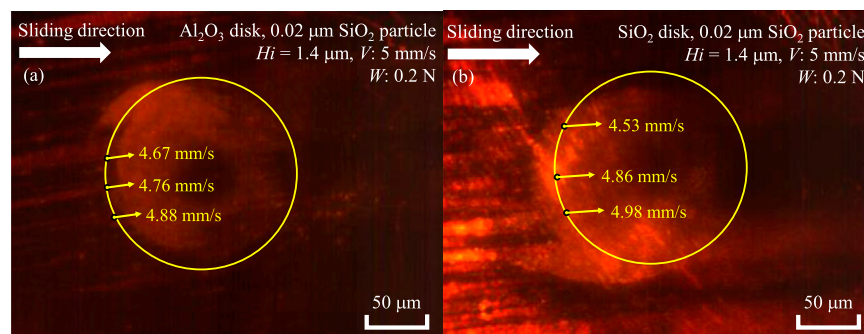 Sliding direction
Al₂O₃ disk, 0.02 μm SiO₂ particle
Hi = 1.4 μm, V: 5 mm/s
W: 0.2 N
(a)
4.67 mm/s
4.76 mm/s
4.88 mm/s
50 μm
Sliding direction
SiO₂ disk, 0.02 μm SiO₂ particle
Hi = 1.4 μm, V: 5 mm/s
W: 0.2 N
(b)
4.53 mm/s
4.86 mm/s
4.98 mm/s
50 μm